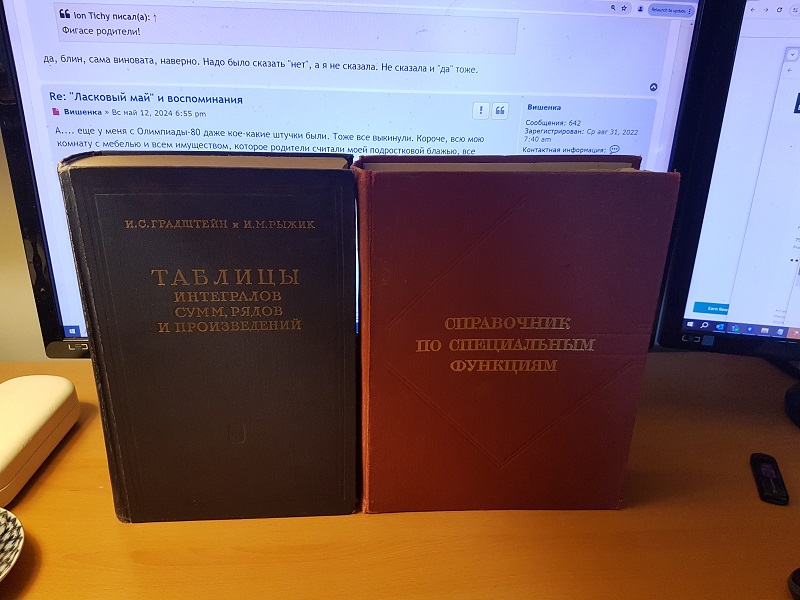 Ion Tichy писал(а): ↑
Фигасе родители!
да, блин, сама виновата, наверно. Надо было сказать "нет", а я не сказала. Не сказала и "да" тоже.
Re: "Ласковый май" и воспоминания
Вишенка » Вс май 12, 2024 6:55 pm
А.... еще у меня с Олимпиады-80 даже кое-какие штучки были. Тоже все выкинули. Короче, всю мою
комнату с мебелью и всем имуществом, которое родители считали моей подростковой блажью, все
Вишенка
Сообщения: 642
Зарегистрирован: Ср авг 31, 2022
7:40 am
Контактная информация:
И.С.ГРАДШТЕЙН и И.М.РЫЖИК
ТАБЛИЦЫ
ИНТЕГРАЛОВ
СУММ, РЯДОВ
И ПРОИЗВЕДЕНИЙ
СПРАВОЧНИК
ПО СПЕЦИАЛЬНЫМ
ФУНКЦИЯМ